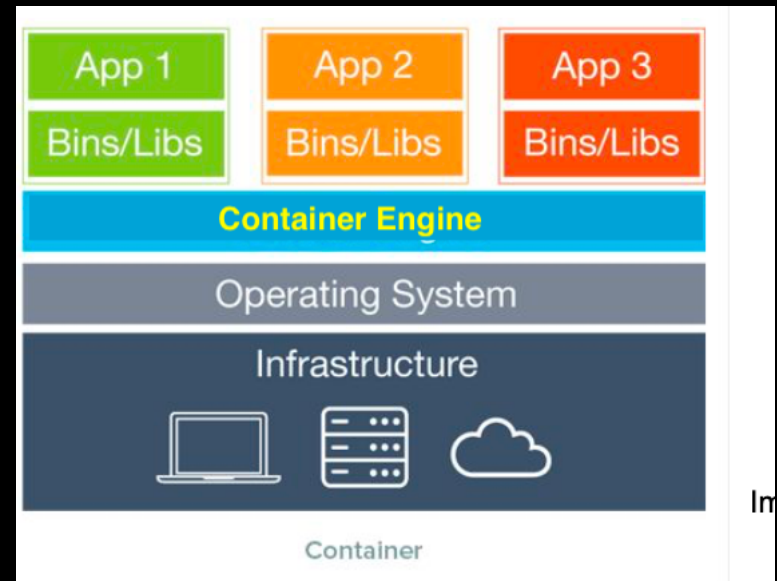 App 1 App 2 App 3
Bins/Libs Bins/Libs Bins/Libs
Container Engine
Operating System
Infrastructure
Container